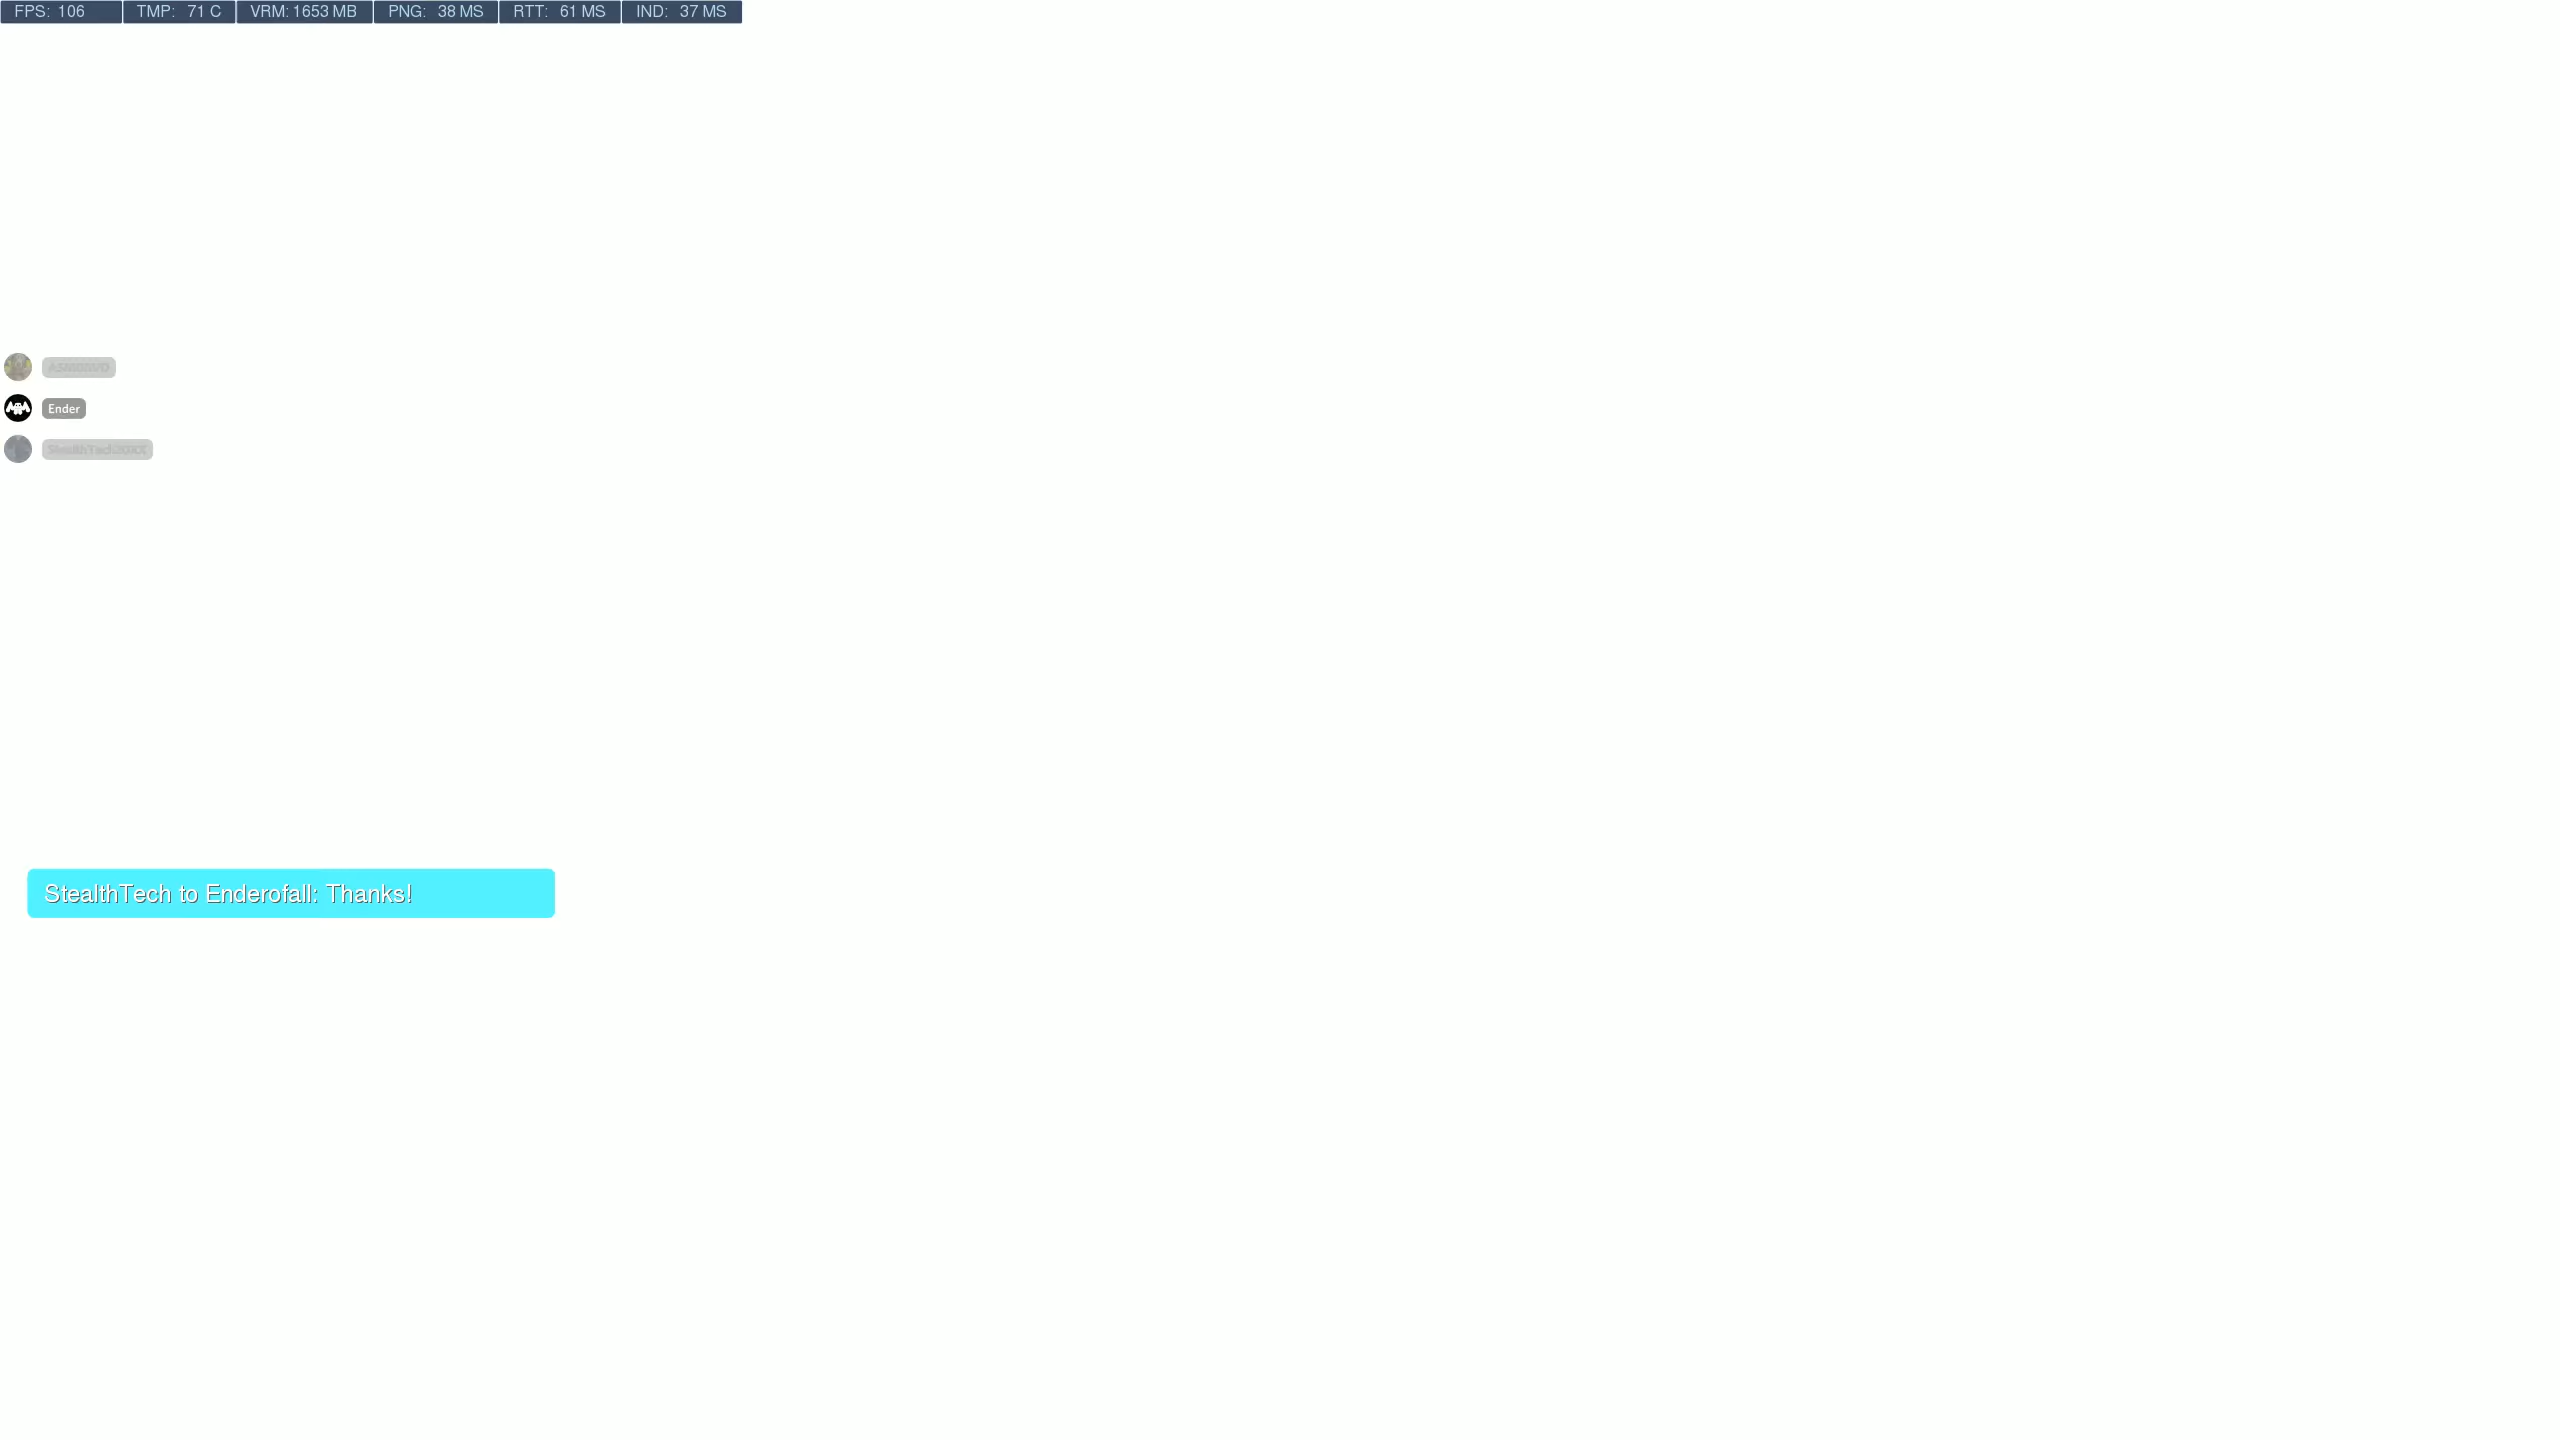 FPS: 106 TMP: 71 C VRM: 1653 MB PNG: 38 MS RTT: 61 MS IND: 37 MS
Ender
StealthTech to Enderofall: Thanks!